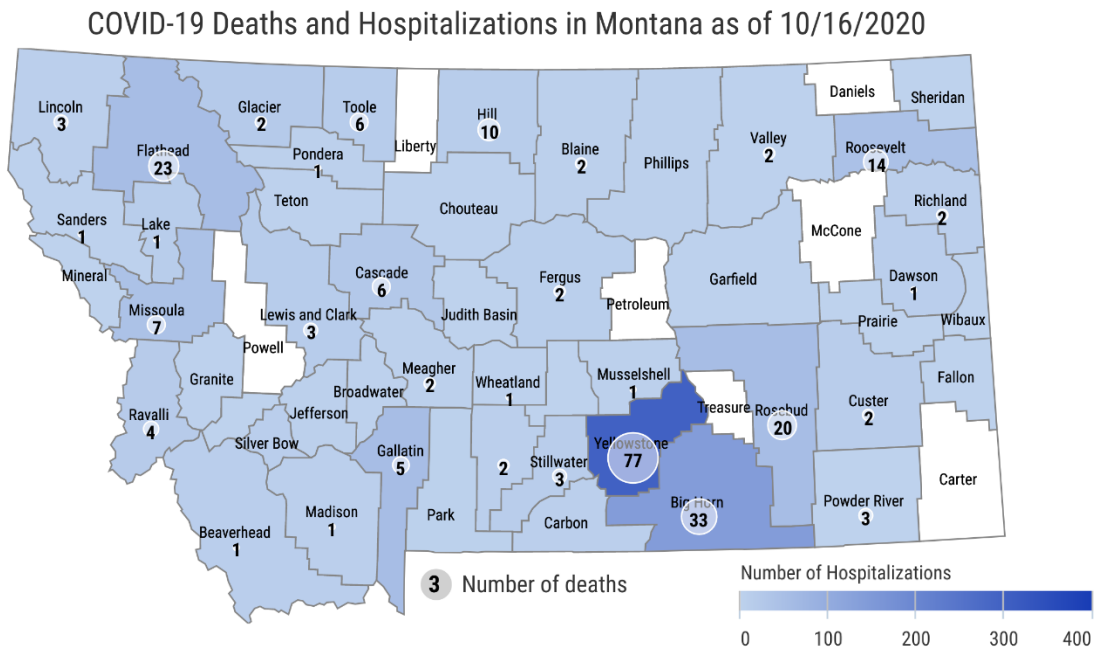 COVID-19 Deaths and Hospitalizations in Montana as of 10/16/2020
Lincoln
3
Flathead
23
Glacier
2
Toole
6
Liberty
Hill
10
Blaine
2
Phillips
Valley
2
Daniels
Sheridan
Roosevelt
14
Pondera
1
Teton
Chouteau
Richland
2
McCone
Sanders
1
Lake
1
Mineral
Missoula
7
Powell
Lewis and Clark
3
Cascade
6
Judith Basin
Fergus
2
Petroleum
Garfield
Dawson
1
Prairie
Wibaux
Granite
Ravalli
4
Silver Bow
Jefferson
Broadwater
Meagher
2
Wheatland
1
Musselshell
1
Treasure
Rosebud
20
Custer
2
Fallon
Gallatin
5
2
Stillwater
3
Yellowstone
77
Beaverhead
1
Madison
1
Park
Carbon
Big Horn
33
Powder River
3
Carter
3 Number of deaths
Number of Hospitalizations
0 100 200 300 400